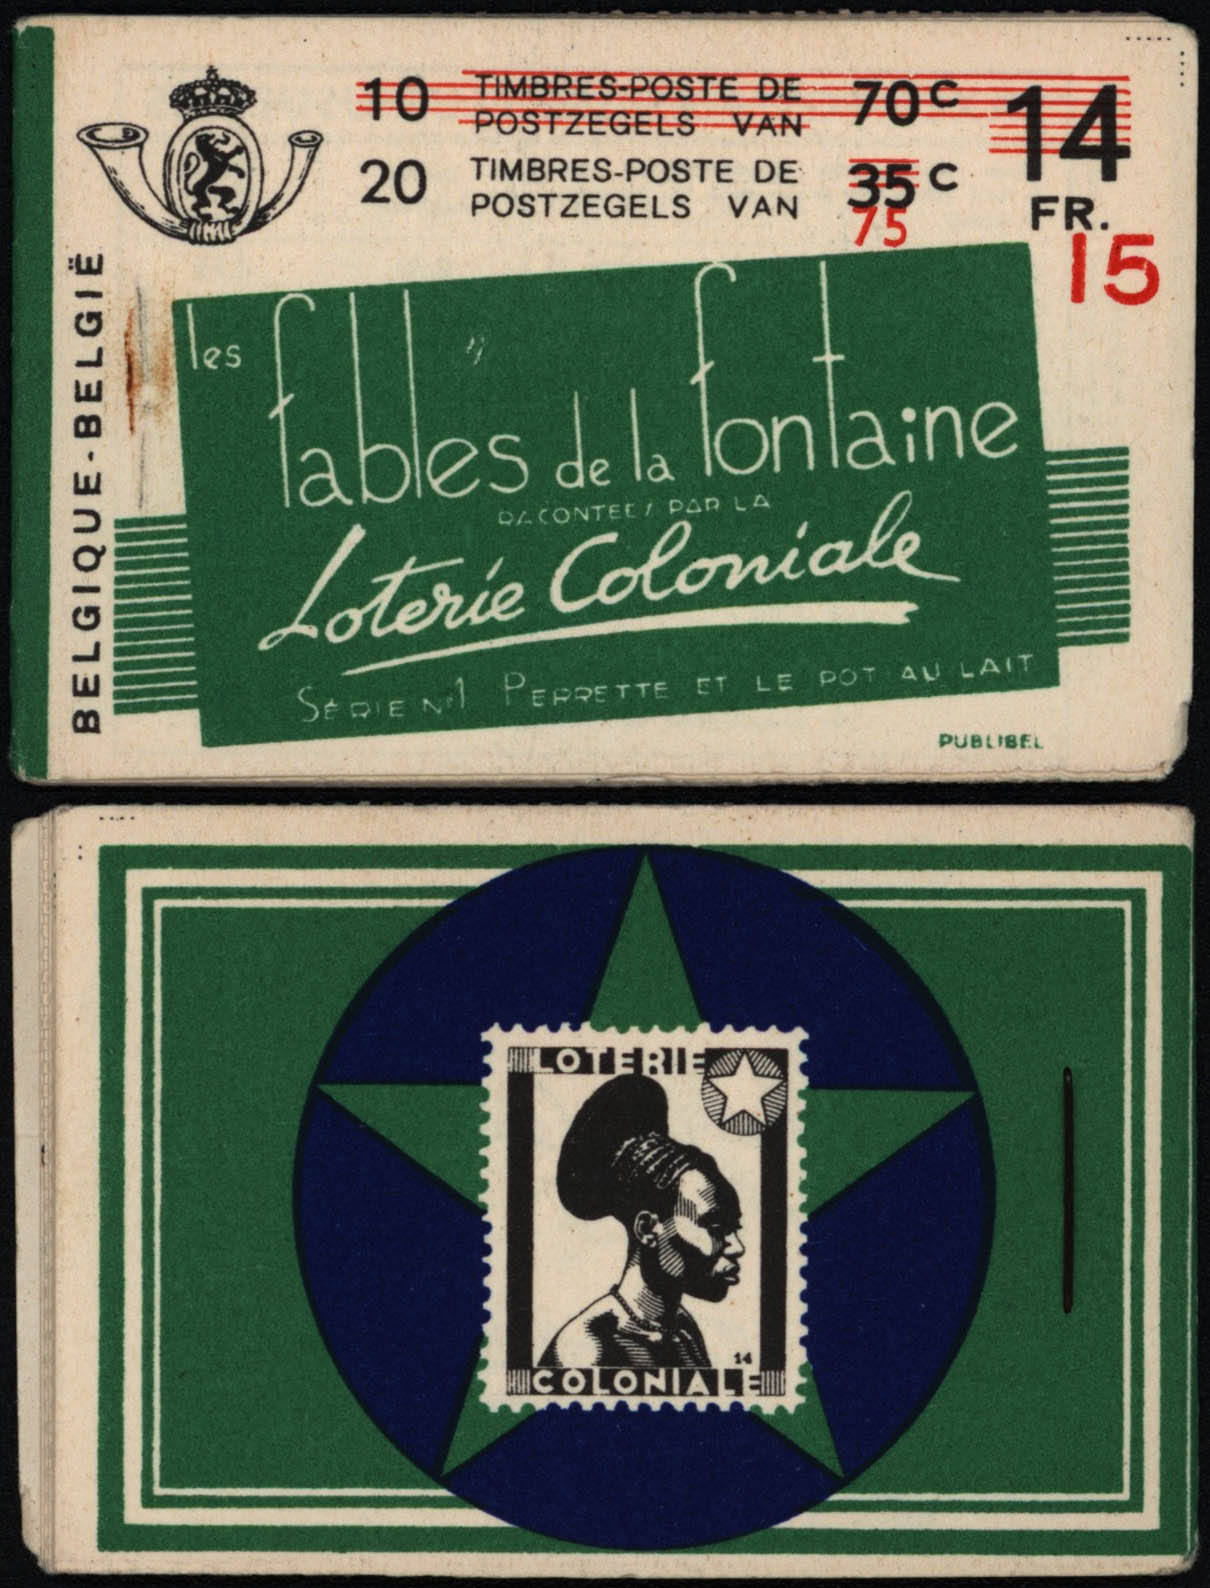 10 TIMBRES-POSTE DE 70 C 14
POSTZEGELS VAN
20 TIMBRES-POSTE DE 35 C
POSTZEGELS VAN 75
FR.
15
BELGIQUE-BELGIË
les fables de la fontaine
RACONTEES PAR LA
Loterie Coloniale
SÉRIE No1 PERRETTE ET LE POT AU LAIT
PUBLIBEL
LOTERIE
14
COLONIALE